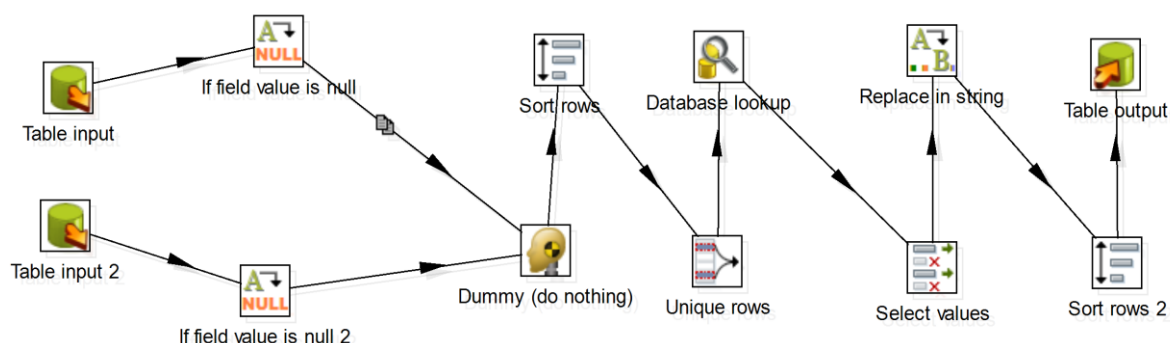 A
NULL
If field value is null
Table input
Table input 2
A
NULL
If field value is null 2
Dummy (do nothing)
Sort rows
Unique rows
Database lookup
Select values
A
B
Replace in string
Sort rows 2
Table output